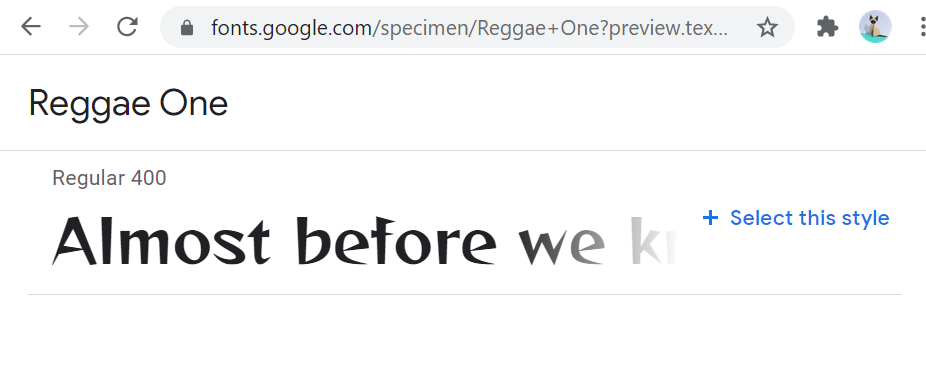 fonts.google.com/specimen/Reggae+One?preview.tex...
Reggae One
Regular 400
Almost before we
+ Select this style